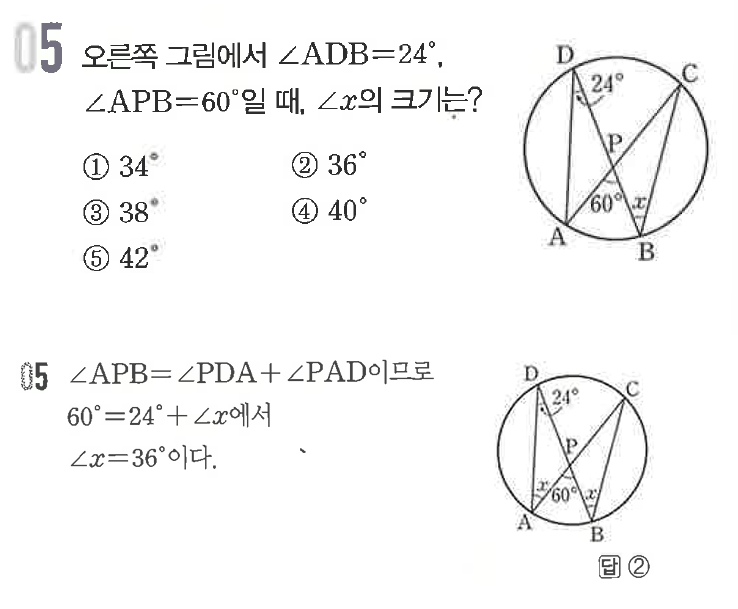 05 오른쪽 그림에서 ∠ADB=24°,
∠APB=60°일 때, ∠x의 크기는?
① 34° ② 36°
③ 38° ④ 40°
⑤ 42°
D
C
24°
P
60° x
A
B
05 ∠APB=∠PDA+∠PAD이므로
60°=24°+∠x에서
∠x=36°이다.
D
C
24°
P
x 60° x
A
B
답 ②